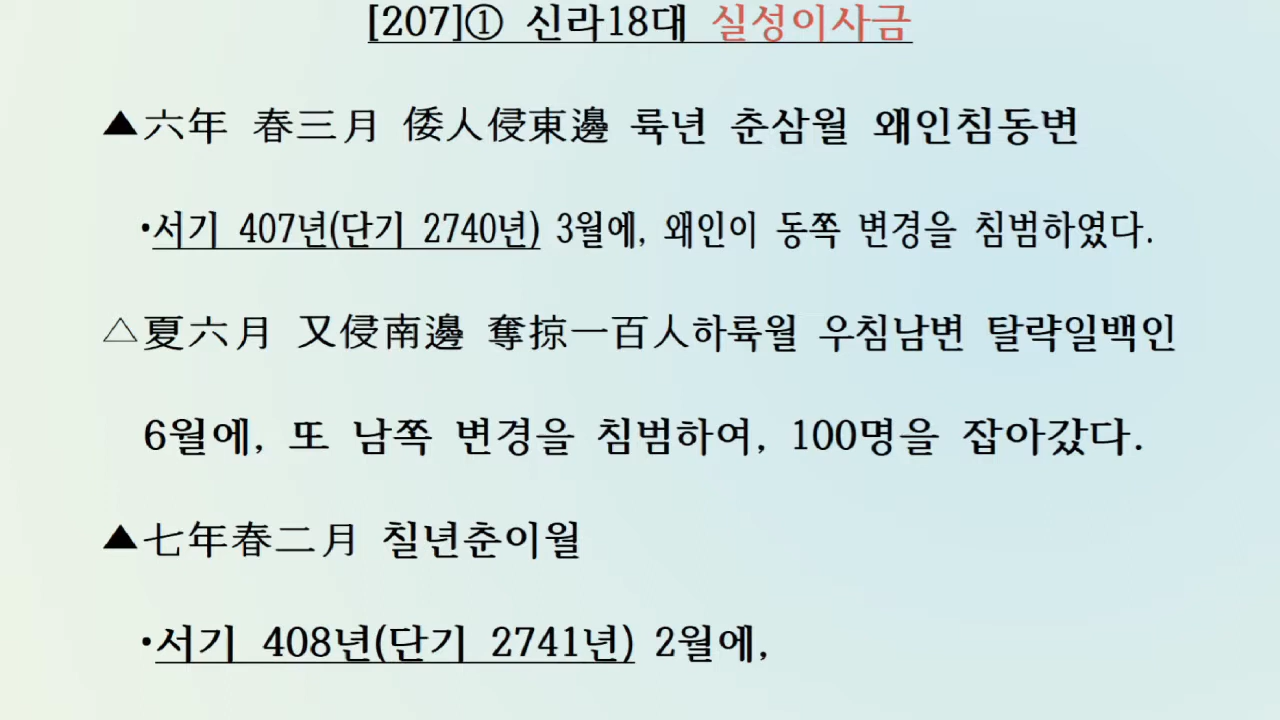 [207]① 신라18대 실성이사금
▲六年 春三月 倭人侵東邊 륙년 춘삼월 왜인침동변
•서기 407년(단기 2740년) 3월에, 왜인이 동쪽 변경을 침범하였다.
△夏六月 又侵南邊 奪掠一百人하륙월 우침남변 탈략일백인
6월에, 또 남쪽 변경을 침범하여, 100명을 잡아갔다.
▲七年春二月 칠년춘이월
•서기 408년(단기 2741년) 2월에,